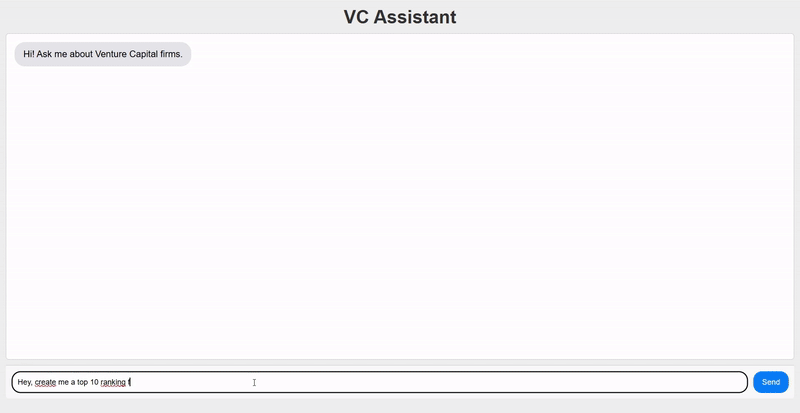 VC Assistant
Hi! Ask me about Venture Capital firms.
Hey, create me a top 10 ranking f
Send